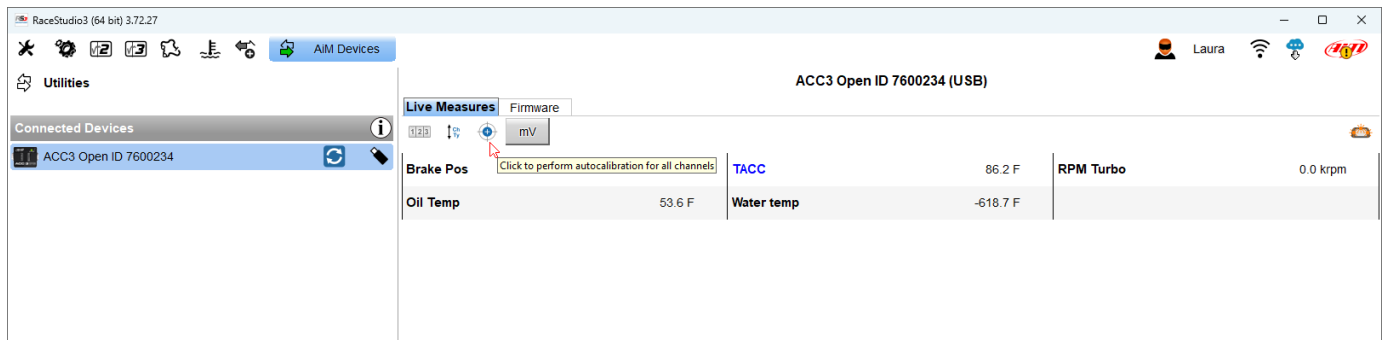 RaceStudio3 (64 bit) 3.72.27
AiM Devices
Laura
Utilities
ACC3 Open ID 7600234 (USB)
Live Measures Firmware
Connected Devices
mV
ACC3 Open ID 7600234
Click to perform autocalibration for all channels
Brake Pos TACC 86.2 F RPM Turbo 0.0 krpm
Oil Temp 53.6 F Water temp -618.7 F